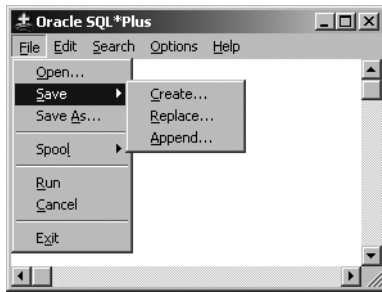 Oracle SQL*Plus
File Edit Search Options Help
Open...
Save Create...
Save As... Replace...
Spool Append...
Run
Cancel
Exit